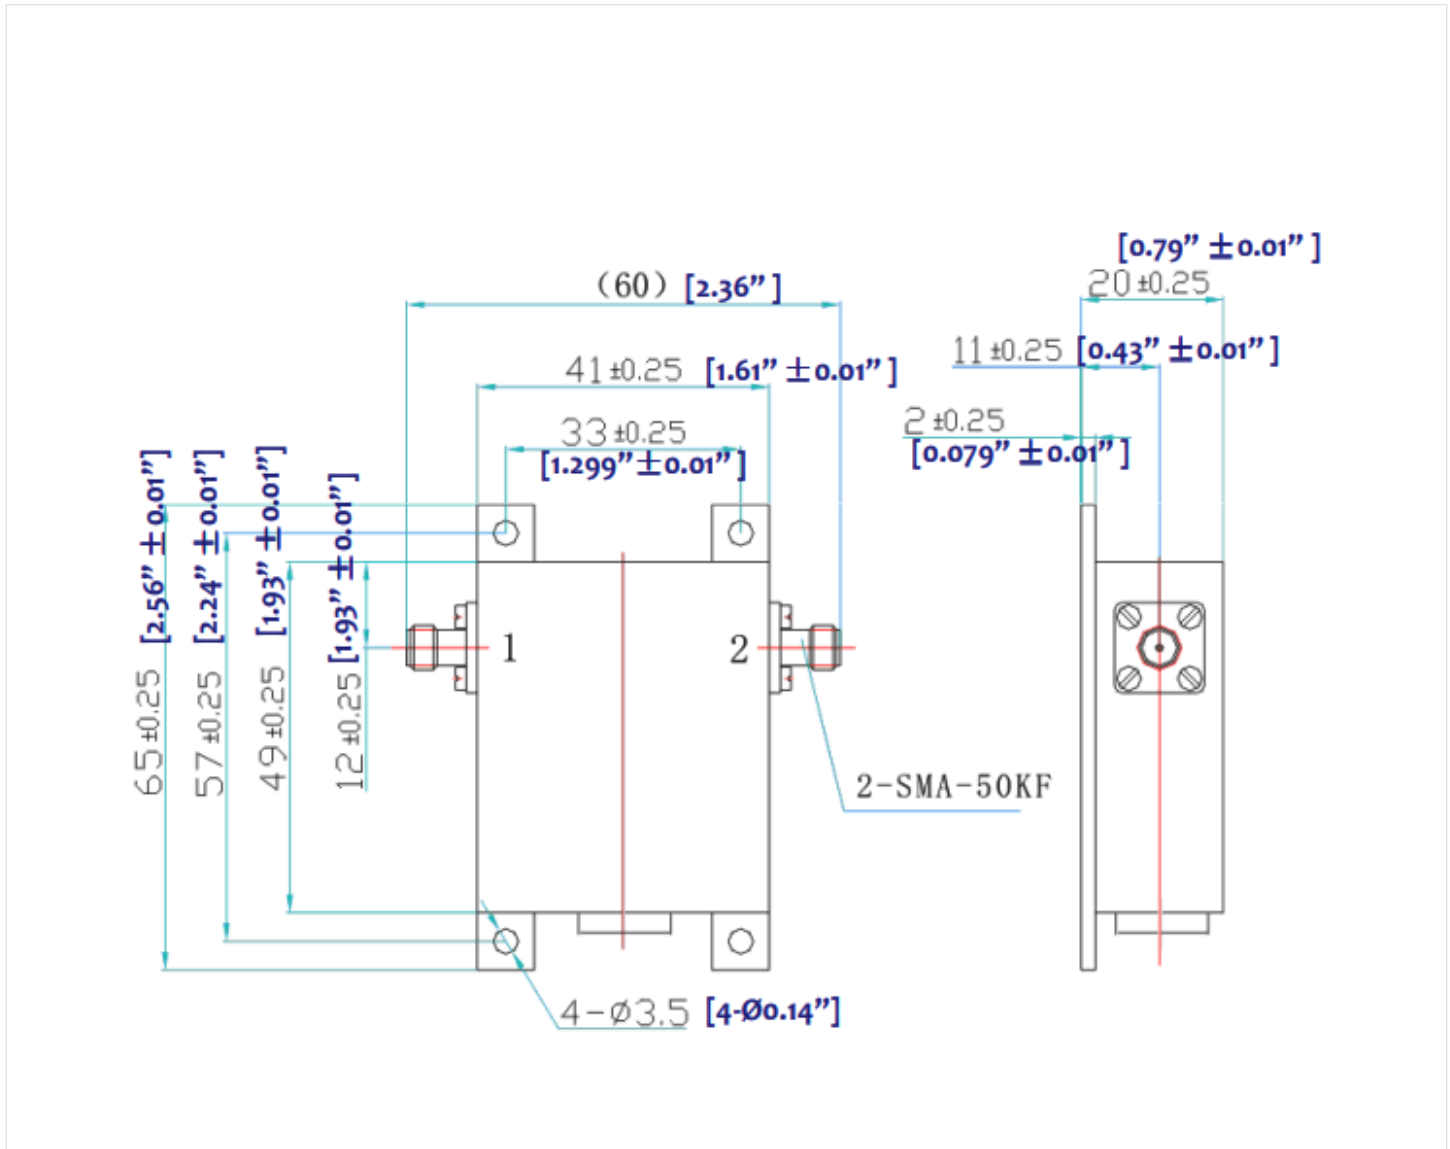 [0.79” ±0.01” ]
20±0.25
(60) [2.36” ]
11±0.25 [0.43” ±0.01” ]
41±0.25 [1.61” ±0.01” ]
2±0.25
[0.079” ±0.01” ]
33±0.25
[1.299”±0.01” ]
65±0.25 [2.56” ±0.01”]
57±0.25 [2.24” ±0.01”]
49±0.25 [1.93” ±0.01”]
12±0.25 [1.93” ±0.01”]
1
2
2-SMA-50KF
4-Ø3.5 [4-Ø0.14”]